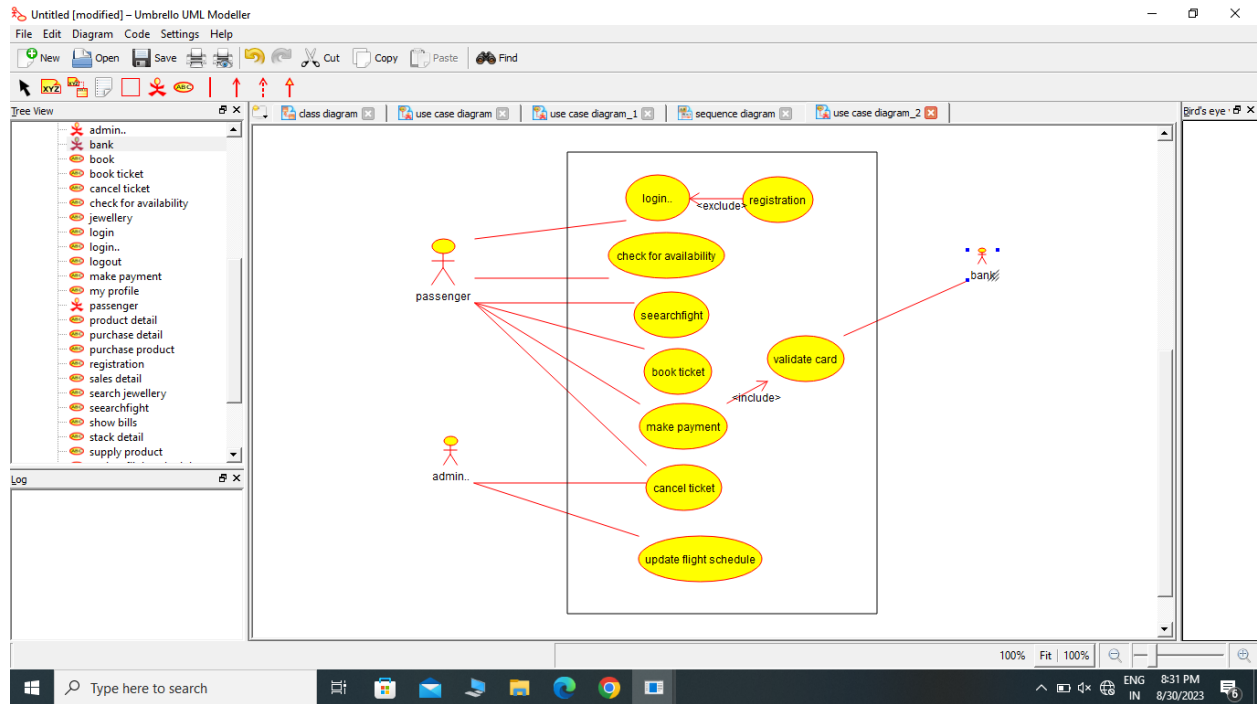 Untitled [modified] – Umbrello UML Modeller
File Edit Diagram Code Settings Help
New Open Save Cut Copy Paste Find
XYZ ABC
Tree View
class diagram use case diagram use case diagram_1 sequence diagram use case diagram_2
Bird's eye
admin..
bank
book
book ticket
cancel ticket
check for availability
jewellery
login
login..
logout
make payment
my profile
passenger
product detail
purchase detail
purchase product
registration
sales detail
search jewellery
seearchfight
show bills
stack detail
supply product
Log
login..
<exclude>
registration
check for availability
passenger
bank
seearchfight
validate card
book ticket
<include>
make payment
admin..
cancel ticket
update flight schedule
100% Fit 100%
Type here to search
ENG
IN
8:31 PM
8/30/2023
6